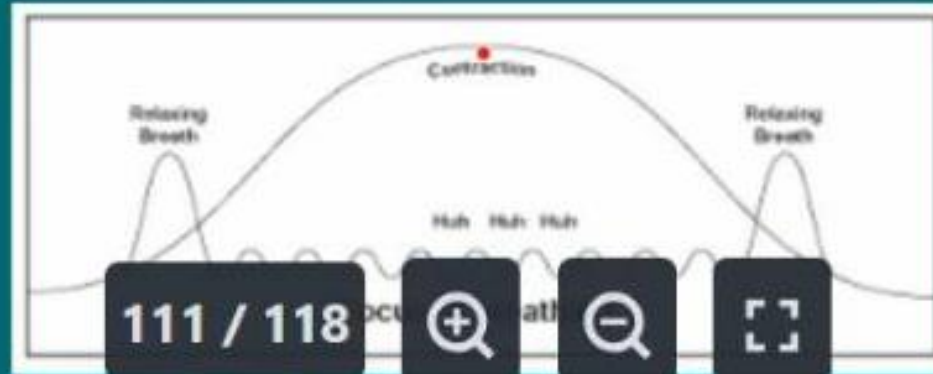 Contraction
Relaxing
Breath
Relaxing
Breath
Huh Huh Huh
111 / 118